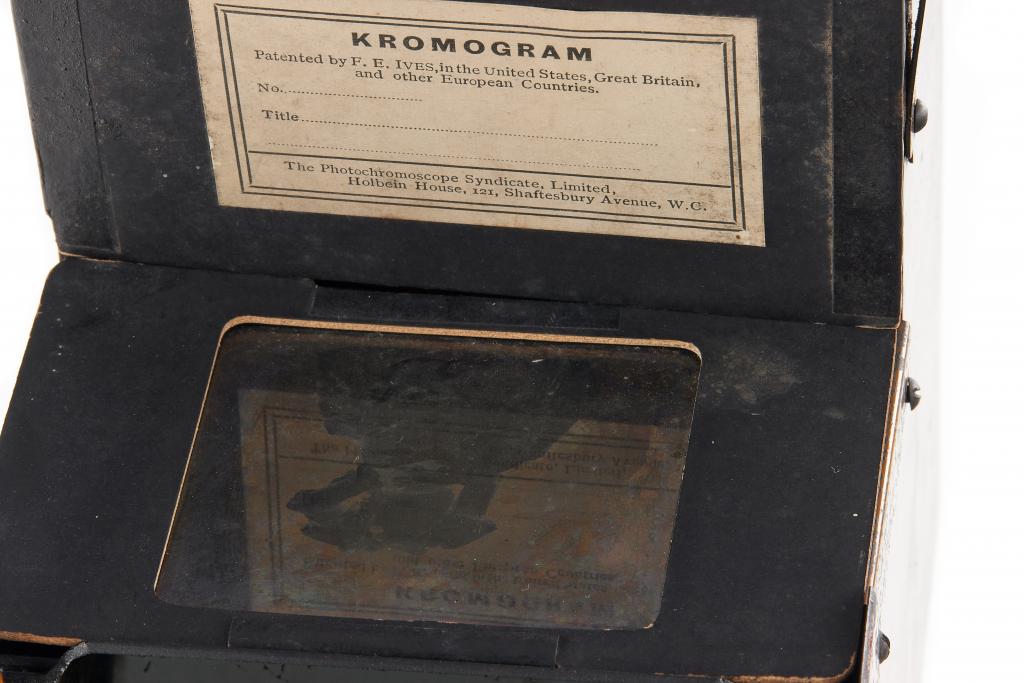 KROMOGRAM
Patented by F. E. IVES, in the United States, Great Britain,
and other European Countries.
No...........................
Title.....................................................................
..........................................................................
The Photochromoscope Syndicate, Limited,
Holbein House, 121, Shaftesbury Avenue, W.C.
KROMOGRAM